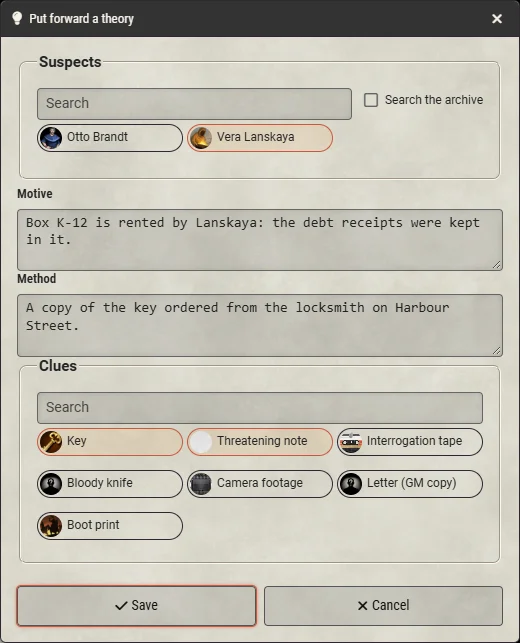 Put forward a theory
Suspects
Search
Search the archive
Otto Brandt
Vera Lanskaya
Motive
Box K-12 is rented by Lanskaya: the debt receipts were kept
in it.
Method
A copy of the key ordered from the locksmith on Harbour
Street.
Clues
Search
Key
Threatening note
Interrogation tape
Bloody knife
Camera footage
Letter (GM copy)
Boot print
Save
Cancel